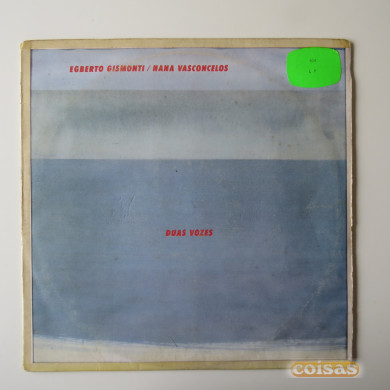 EGBERTO GISMONTI / NANA VASCONCELOS
DUAS VOZES
coisas